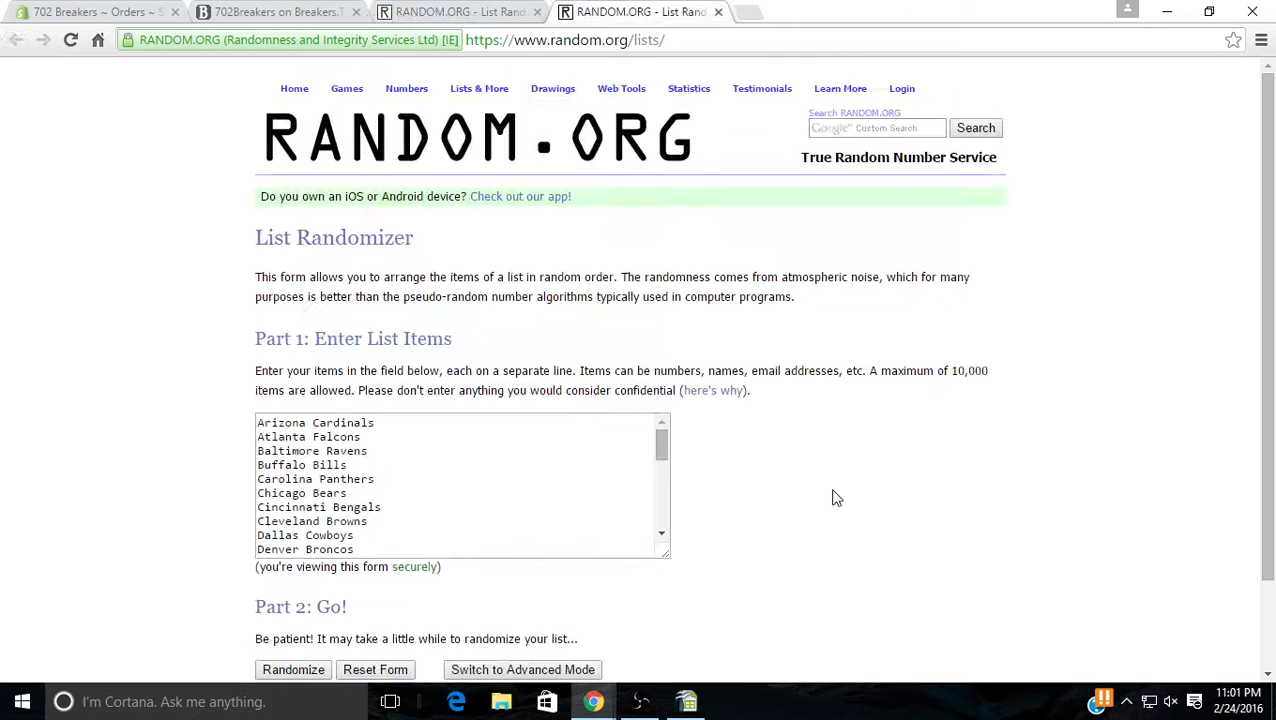 702 Breakers ~ Orders ~ S
702Breakers on Breakers.T
RANDOM.ORG - List Rand
RANDOM.ORG - List Rand
RANDOM.ORG (Randomness and Integrity Services Ltd) [IE]
https://www.random.org/lists/
Home Games Numbers Lists & More Drawings Web Tools Statistics Testimonials Learn More Login
RANDOM.ORG
Search RANDOM.ORG
Google™ Custom Search
Search
True Random Number Service
Do you own an iOS or Android device? Check out our app!
List Randomizer
This form allows you to arrange the items of a list in random order. The randomness comes from atmospheric noise, which for many
purposes is better than the pseudo-random number algorithms typically used in computer programs.
Part 1: Enter List Items
Enter your items in the field below, each on a separate line. Items can be numbers, names, email addresses, etc. A maximum of 10,000
items are allowed. Please don't enter anything you would consider confidential (here's why).
Arizona Cardinals
Atlanta Falcons
Baltimore Ravens
Buffalo Bills
Carolina Panthers
Chicago Bears
Cincinnati Bengals
Cleveland Browns
Dallas Cowboys
Denver Broncos
(you're viewing this form securely)
Part 2: Go!
Be patient! It may take a little while to randomize your list...
Randomize
Reset Form
Switch to Advanced Mode
I'm Cortana. Ask me anything.
11:01 PM
2/24/2016